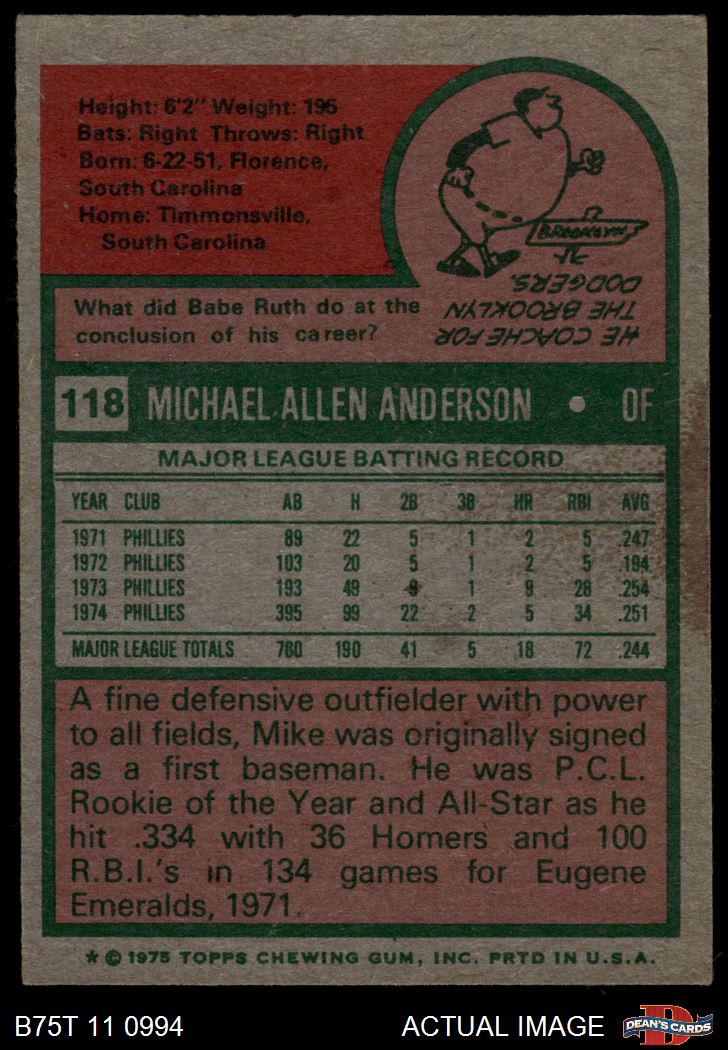 Height: 6'2" Weight: 195
Bats: Right Throws: Right
Born: 6-22-51, Florence,
South Carolina
Home: Timmonsville,
South Carolina
What did Babe Ruth do at the
conclusion of his career?
HE COACHED FOR
THE BROOKLYN
DODGERS.
BROOKLYN
118 MICHAEL ALLEN ANDERSON • OF
MAJOR LEAGUE BATTING RECORD
YEAR CLUB AB H 2B 3B HR RBI AVG
1971 PHILLIES 89 22 5 1 2 5 .247
1972 PHILLIES 103 20 5 1 2 5 .194
1973 PHILLIES 193 49 9 1 9 28 .254
1974 PHILLIES 395 99 22 2 5 34 .251
MAJOR LEAGUE TOTALS 780 190 41 5 18 72 .244
A fine defensive outfielder with power
to all fields, Mike was originally signed
as a first baseman. He was P.C.L.
Rookie of the Year and All-Star as he
hit .334 with 36 Homers and 100
R.B.I.'s in 134 games for Eugene
Emeralds, 1971.
* © 1975 TOPPS CHEWING GUM, INC. PRTD IN U.S.A.
B75T 11 0994 ACTUAL IMAGE
D
DEAN'S CARDS